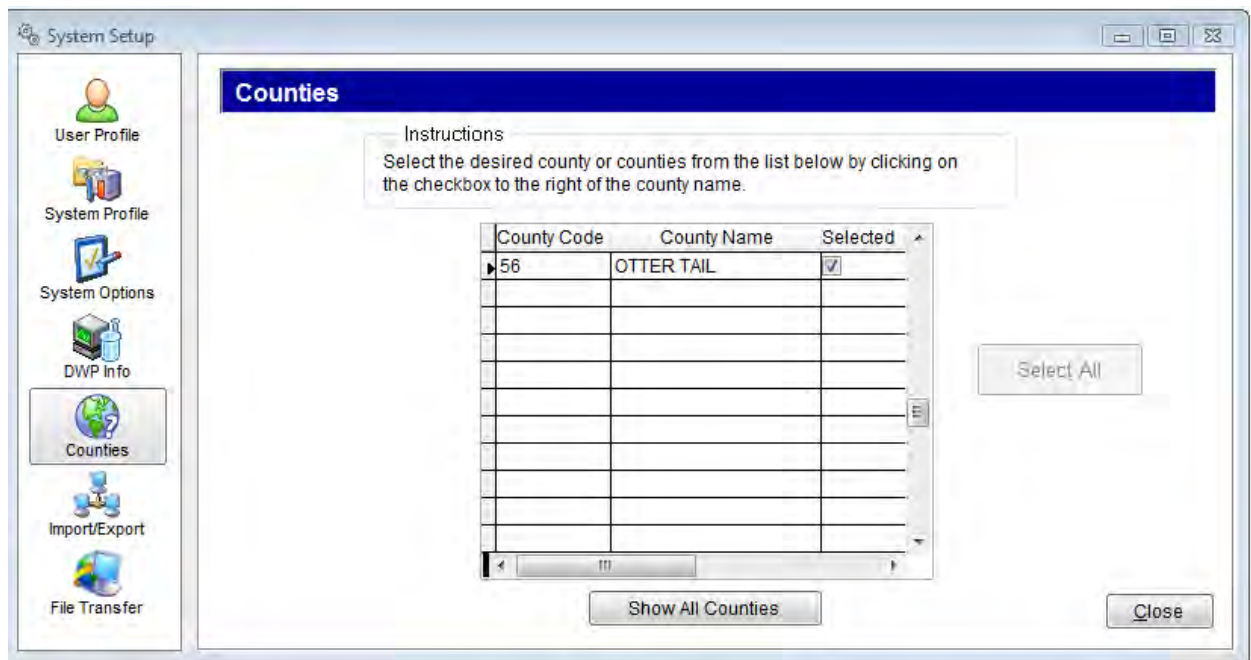 System Setup
User Profile
System Profile
System Options
DWP Info
Counties
Import/Export
File Transfer
Counties
Instructions
Select the desired county or counties from the list below by clicking on
the checkbox to the right of the county name.
County Code County Name Selected
56 OTTER TAIL
Select All
Show All Counties
Close